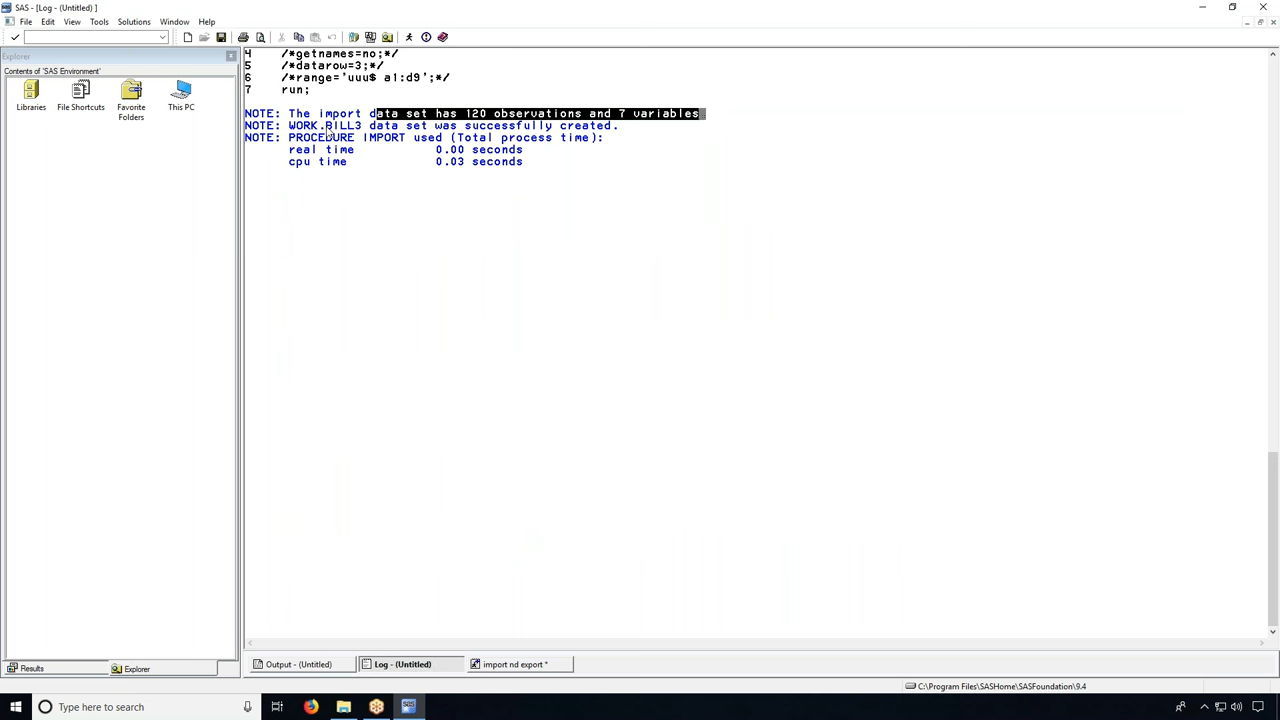 SAS - [Log - (Untitled) ]
File Edit View Tools Solutions Window Help
Explorer
Contents of 'SAS Environment'
Libraries
File Shortcuts
Favorite Folders
This PC
4 /*getnames=no;*/
5 /*datarow=3;*/
6 /*range='uuu$ a1:d9';*/
7 run;
NOTE: The import data set has 120 observations and 7 variables.
NOTE: WORK.BILL3 data set was successfully created.
NOTE: PROCEDURE IMPORT used (Total process time):
real time 0.00 seconds
cpu time 0.03 seconds
Results
Explorer
Output - (Untitled)
Log - (Untitled)
import nd export *
C:\Program Files\SASHome\SASFoundation\9.4
Type here to search